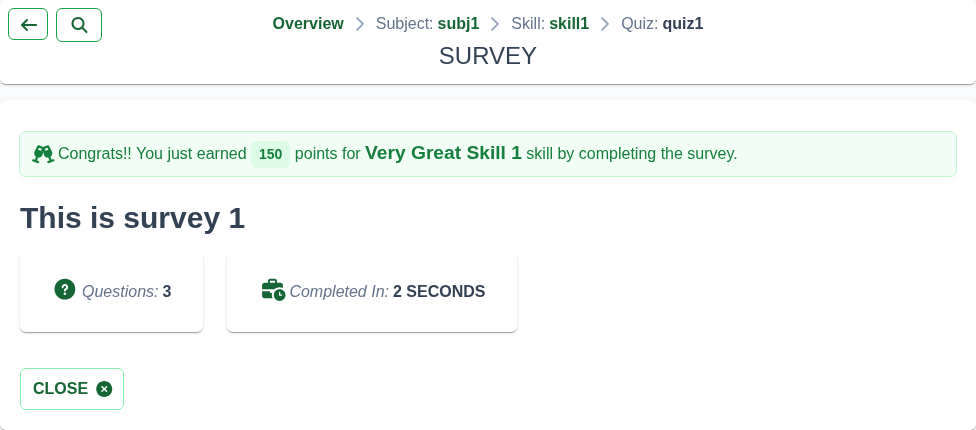 Overview > Subject: subj1 > Skill: skill1 > Quiz: quiz1
SURVEY
Congrats!! You just earned 150 points for Very Great Skill 1 skill by completing the survey.
This is survey 1
Questions: 3
Completed In: 2 SECONDS
CLOSE